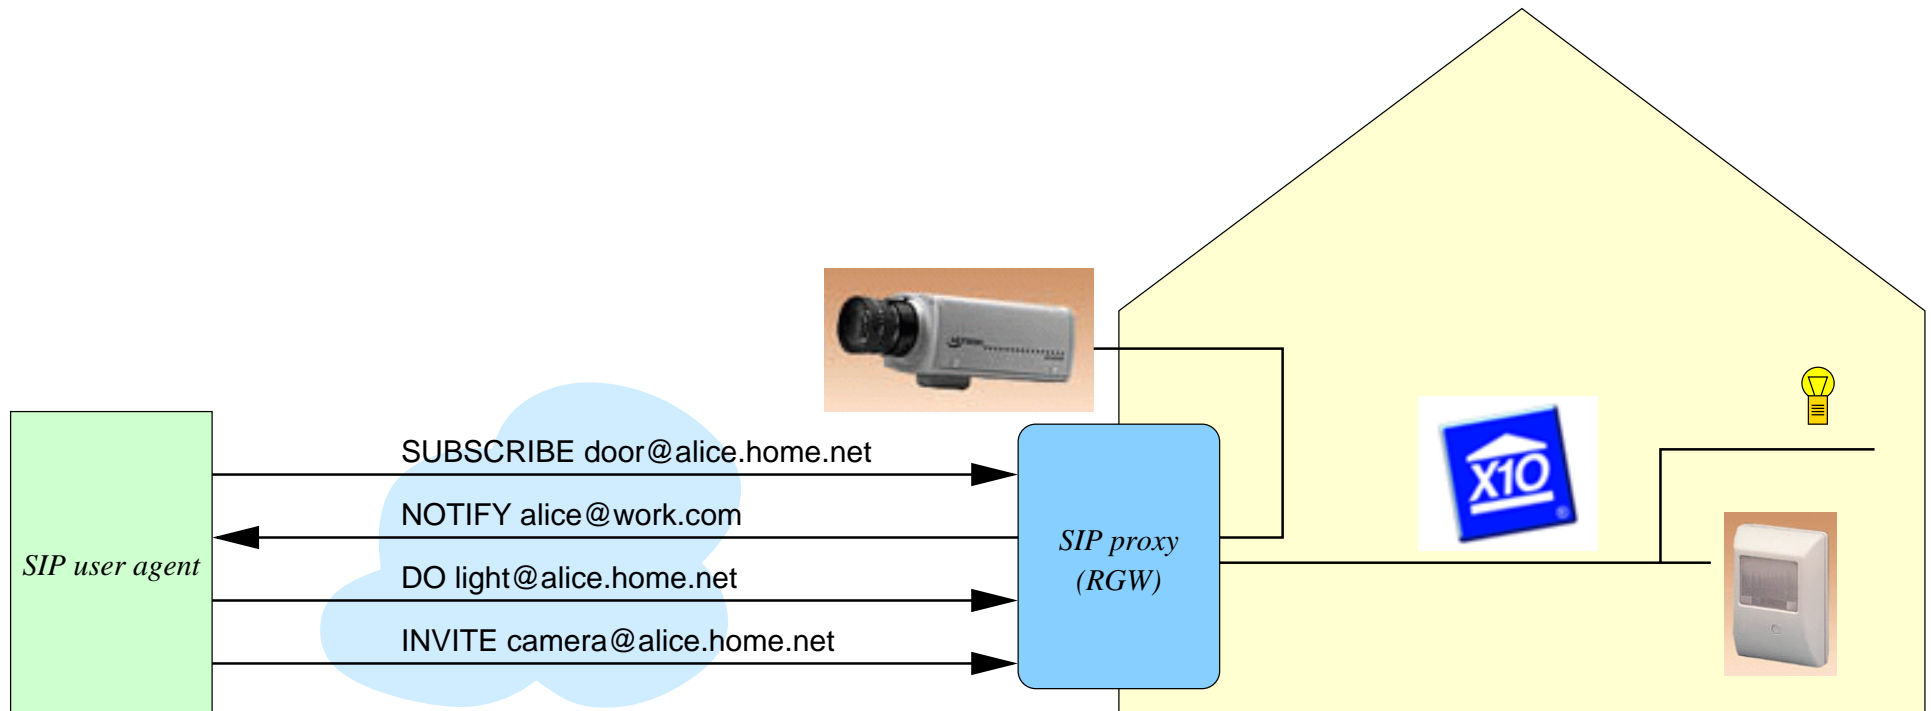 SUBSCRIBE door@alice.home.net
NOTIFY alice@work.com
DO light@alice.home.net
INVITE camera@alice.home.net
SIP user agent
SIP proxy
(RGW)
X10
®